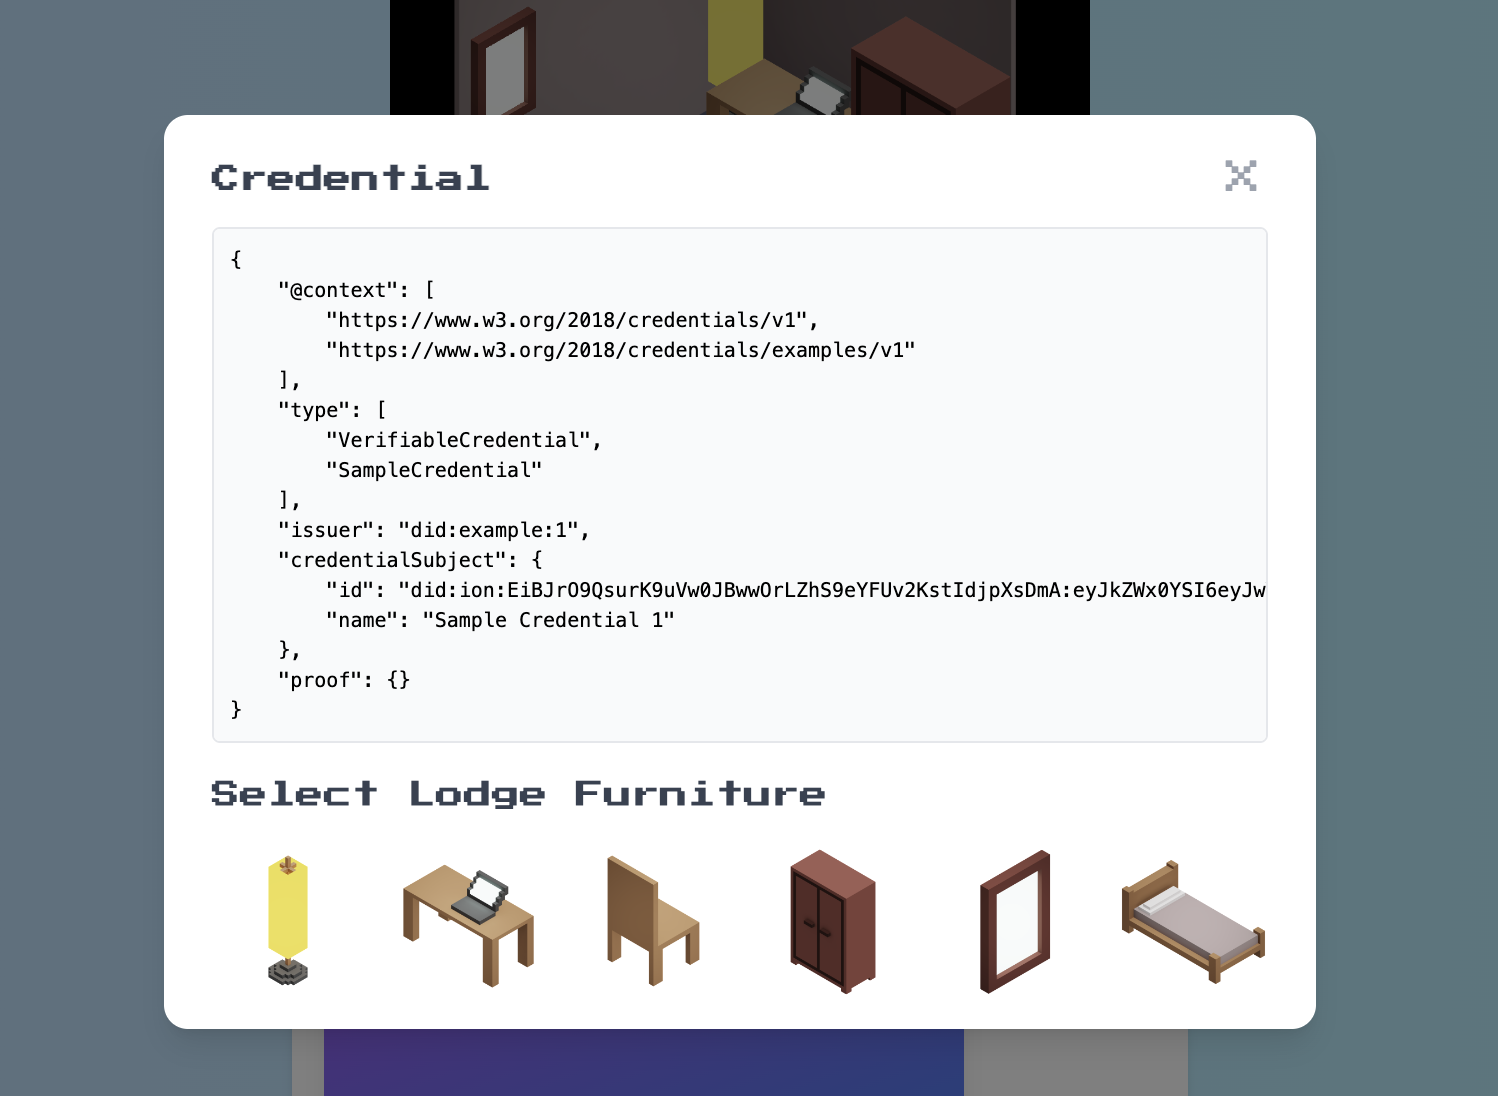 Credential
{
"@context": [
"https://www.w3.org/2018/credentials/v1",
"https://www.w3.org/2018/credentials/examples/v1"
],
"type": [
"VerifiableCredential",
"SampleCredential"
],
"issuer": "did:example:1",
"credentialSubject": {
"id": "did:ion:EiBJrO9QsurK9uVw0JBwwOrLZhS9eYFUv2KstIdjpXsDmA:eyJkZWx0YSI6eyJw
"name": "Sample Credential 1"
},
"proof": {}
}
Select Lodge Furniture